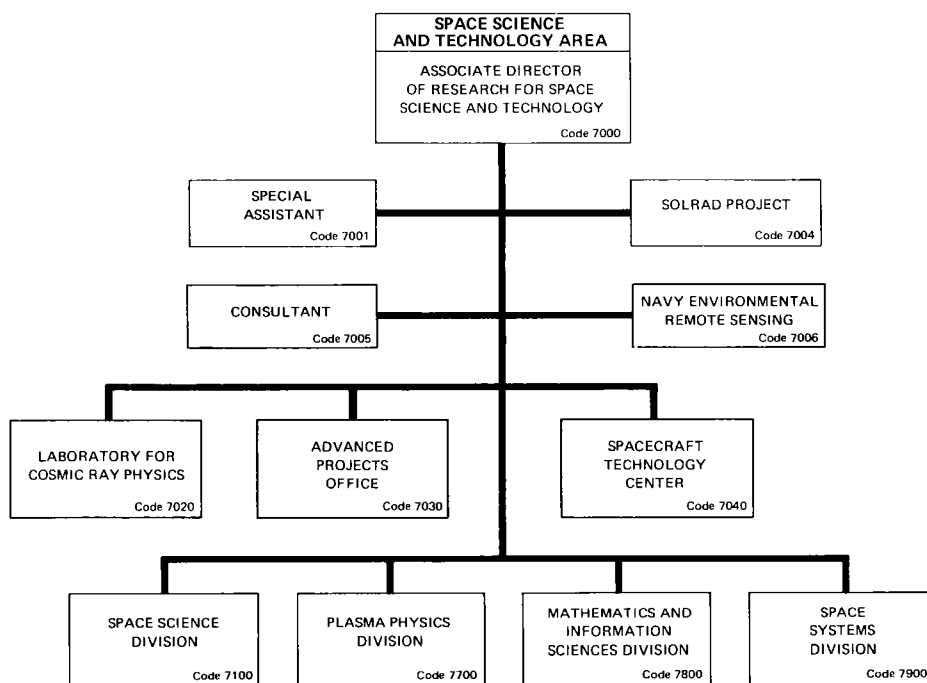 SPACE SCIENCE
AND TECHNOLOGY AREA
ASSOCIATE DIRECTOR
OF RESEARCH FOR SPACE
SCIENCE AND TECHNOLOGY
Code 7000
SPECIAL
ASSISTANT
Code 7001
SOLRAD PROJECT
Code 7004
CONSULTANT
Code 7005
NAVY ENVIRONMENTAL
REMOTE SENSING
Code 7006
LABORATORY FOR
COSMIC RAY PHYSICS
Code 7020
ADVANCED
PROJECTS
OFFICE
Code 7030
SPACECRAFT
TECHNOLOGY
CENTER
Code 7040
SPACE SCIENCE
DIVISION
Code 7100
PLASMA PHYSICS
DIVISION
Code 7700
MATHEMATICS AND
INFORMATION
SCIENCES DIVISION
Code 7800
SPACE
SYSTEMS
DIVISION
Code 7900